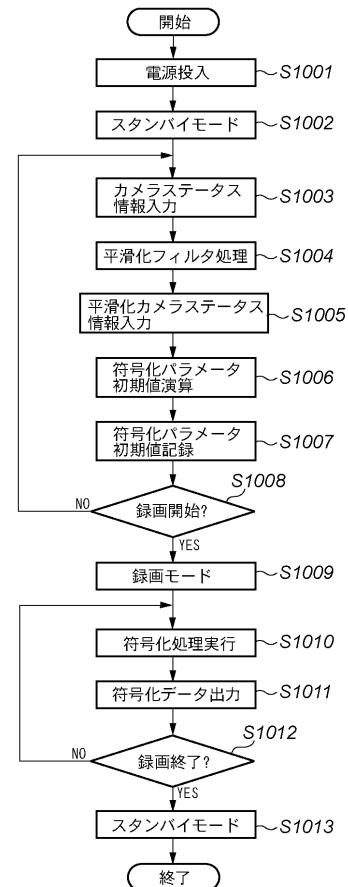 開始
電源投入
S1001
スタンバイモード
S1002
カメラステータス
情報入力
S1003
平滑化フィルタ処理
S1004
平滑化カメラステータス
情報入力
S1005
符号化パラメータ
初期値演算
S1006
符号化パラメータ
初期値記録
S1007
録画開始?
S1008
NO
YES
録画モード
S1009
符号化処理実行
S1010
符号化データ出力
S1011
録画終了?
S1012
NO
YES
スタンバイモード
S1013
終了